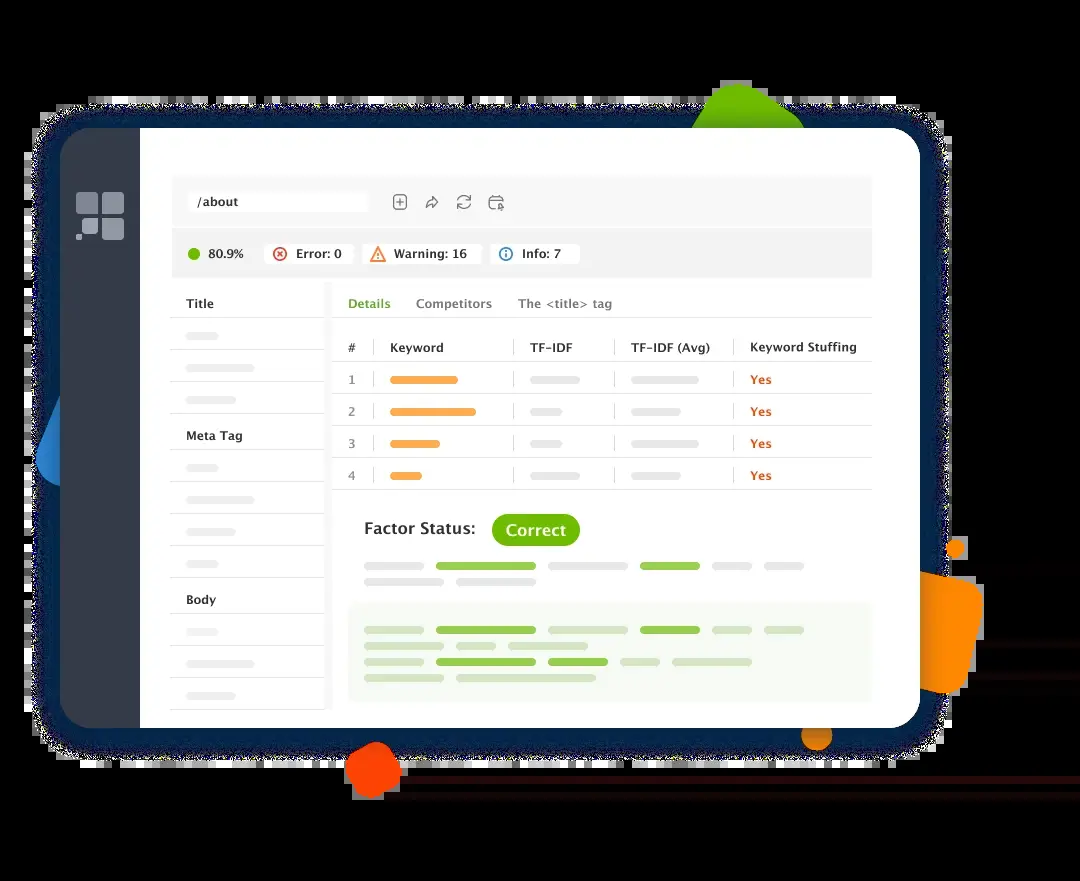 /about
80.9% Error: 0 Warning: 16 Info: 7
Title
Meta Tag
Body
Details Competitors The <title> tag
# Keyword TF-IDF TF-IDF (Avg) Keyword Stuffing
1 Yes
2 Yes
3 Yes
4 Yes
Factor Status: Correct